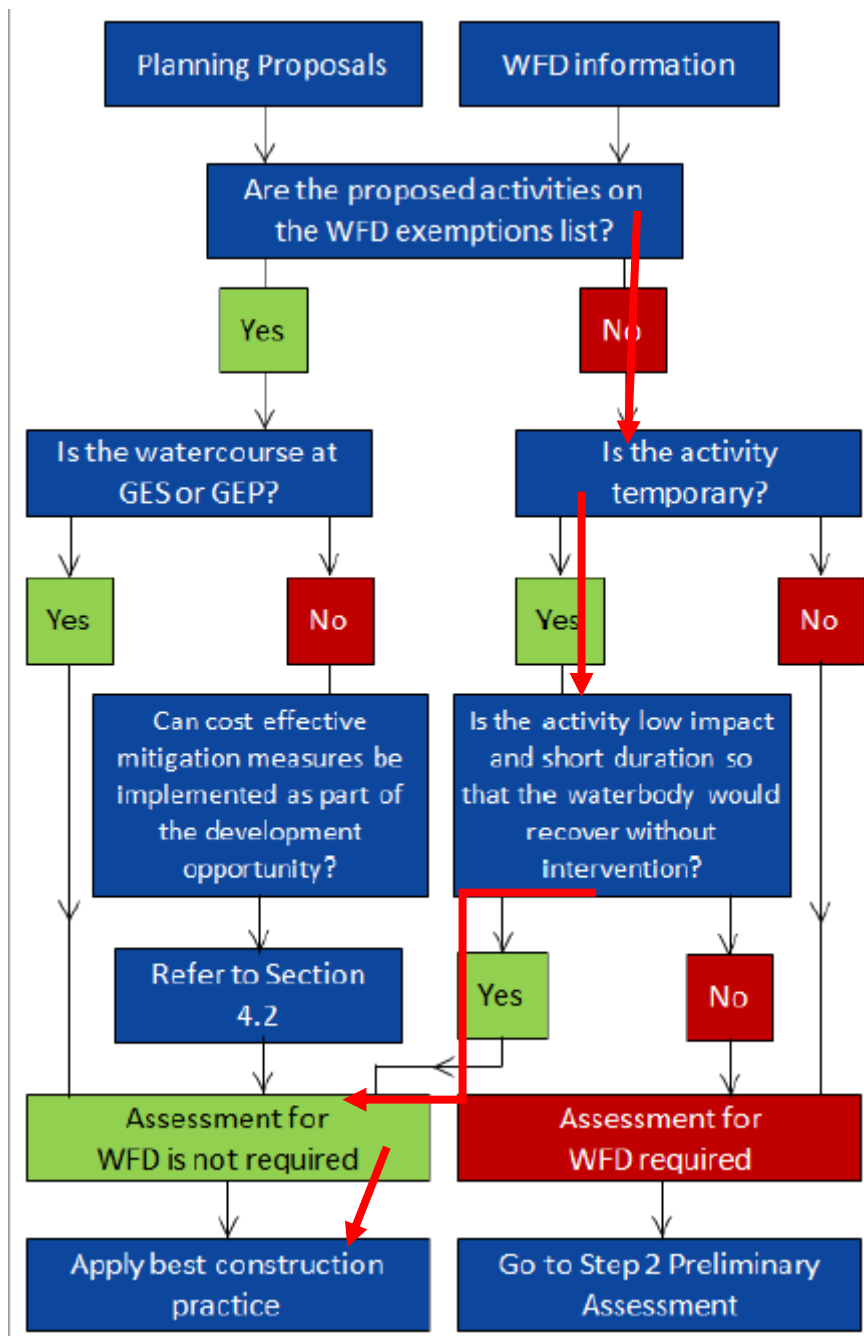 Planning Proposals
WFD information
Are the proposed activities on
the WFD exemptions list?
Yes
No
Is the watercourse at
GES or GEP?
Is the activity
temporary?
Yes
No
Yes
No
Can cost effective
mitigation measures be
implemented as part of
the development
opportunity?
Is the activity low impact
and short duration so
that the waterbody would
recover without
intervention?
Refer to Section
4.2
Yes
No
Assessment for
WFD is not required
Assessment for
WFD required
Apply best construction
practice
Go to Step 2 Preliminary
Assessment